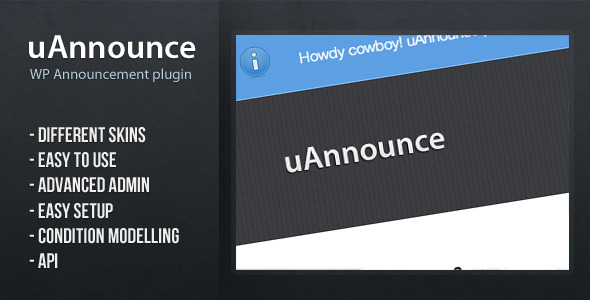 uAnnounce
WP Announcement plugin
- DIFFERENT SKINS
- EASY TO USE
- ADVANCED ADMIN
- EASY SETUP
- CONDITION MODELLING
- API
i
Howdy cowboy! uAnnounce
uAnnounce